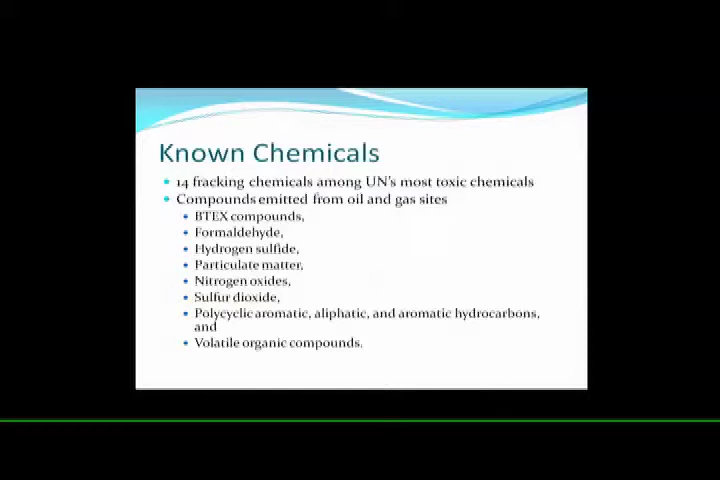 Known Chemicals
14 fracking chemicals among UN's most toxic chemicals
Compounds emitted from oil and gas sites
BTEX compounds,
Formaldehyde,
Hydrogen sulfide,
Particulate matter,
Nitrogen oxides,
Sulfur dioxide,
Polycyclic aromatic, aliphatic, and aromatic hydrocarbons,
and
Volatile organic compounds.